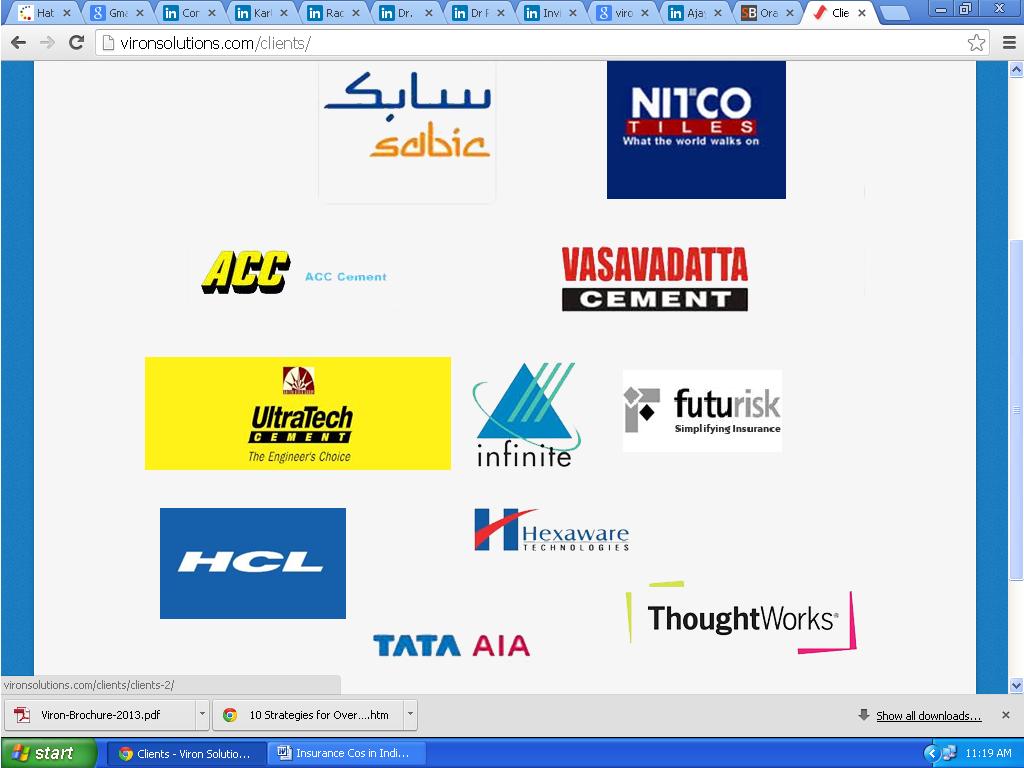 Hat
Gma
Cor
Karl
Rac
Dr.
Dr P
Invi
viro
Ajay
Ora
Clie
vironsolutions.com/clients/
سابك
sabic
NITCO
TILES
What the world walks on
ACC
ACC Cement
VASAVADATTA
CEMENT
UltraTech
CEMENT
The Engineer's Choice
infinite
futurisk
Simplifying Insurance
HCL
Hexaware
TECHNOLOGIES
ThoughtWorks®
TATA AIA
vironsolutions.com/clients/clients-2/
Viron-Brochure-2013.pdf
10 Strategies for Over....htm
Show all downloads...
start
Clients - Viron Solutio...
Insurance Cos in Indi...
11:19 AM